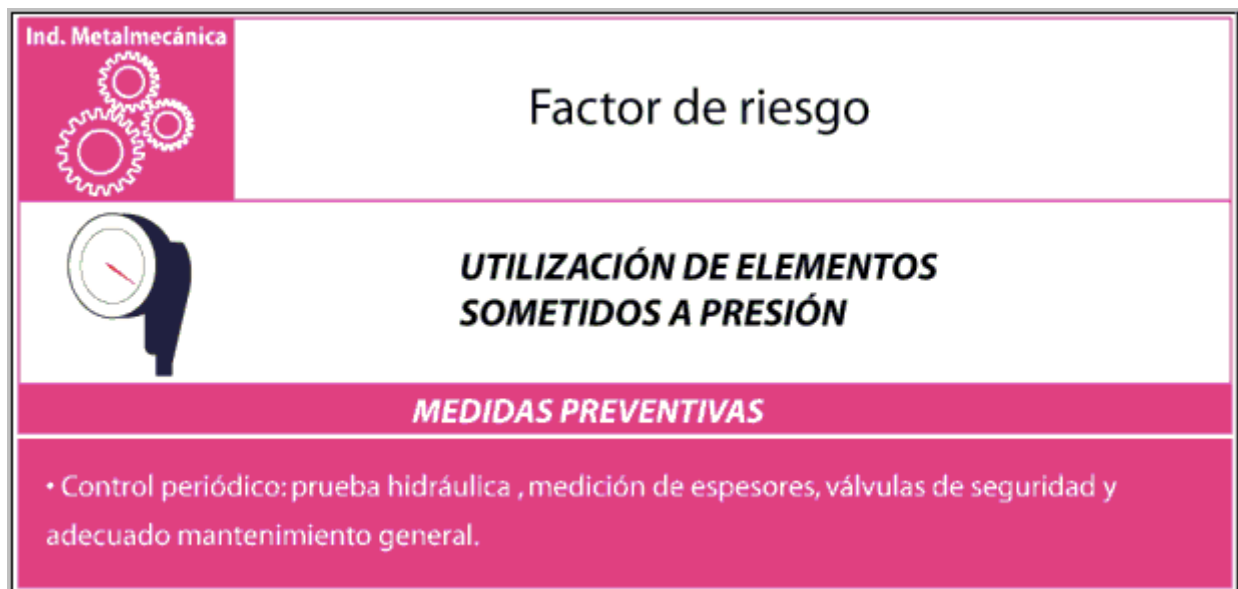 Ind. Metalmecánica
Factor de riesgo
UTILIZACIÓN DE ELEMENTOS
SOMETIDOS A PRESIÓN
MEDIDAS PREVENTIVAS
• Control periódico: prueba hidráulica , medición de espesores, válvulas de seguridad y
adecuado mantenimiento general.